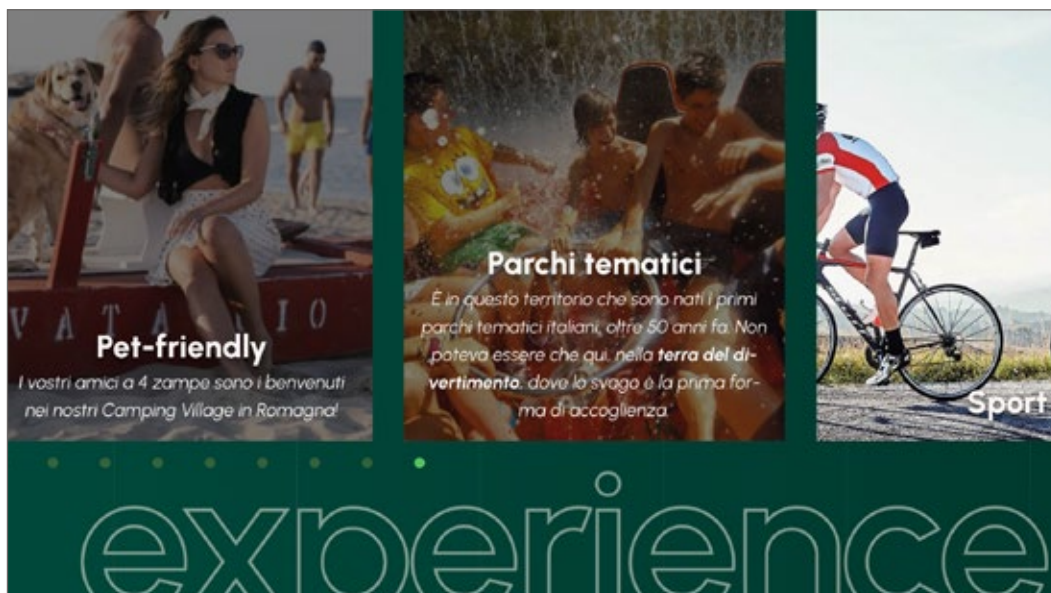 VATA
IO
Pet-friendly
I vostri amici a 4 zampe sono i benvenuti
nei nostri Camping Village in Romagna!
Parchi tematici
È in questo territorio che sono nati i primi
parchi tematici italiani, oltre 50 anni fa. Non
poteva essere che qui, nella terra del di-
vertimento, dove lo svago è la prima for-
ma di accoglienza.
Sport
experience